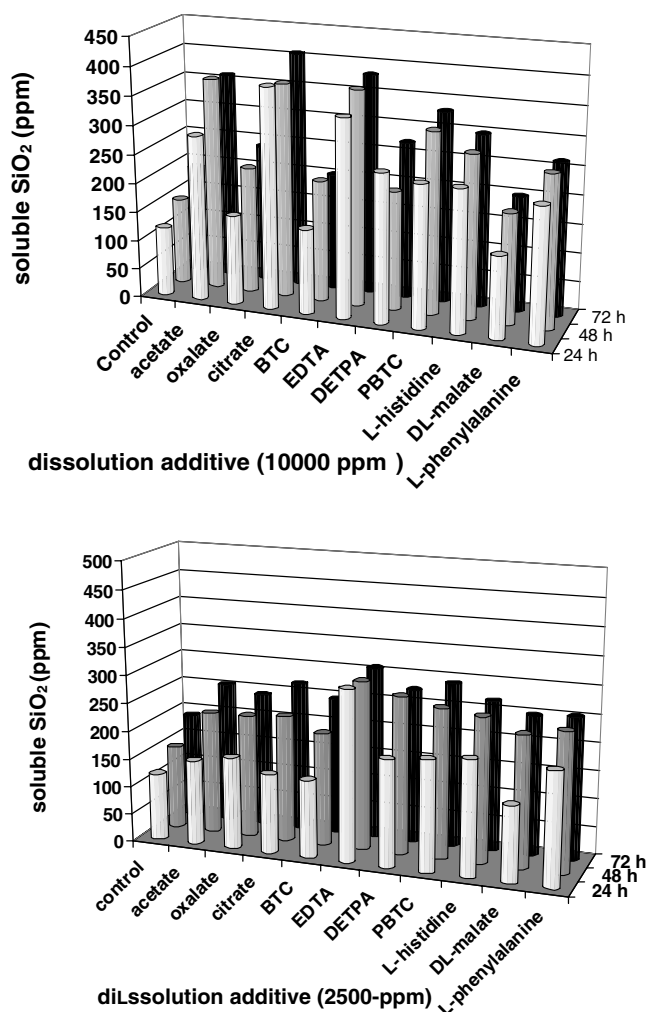 450
400
350
300
250
200
150
100
50
0
soluble SiO2 (ppm)
Control
acetate
oxalate
citrate
BTC
EDTA
DETPA
PBTC
L-histidine
DL-malate
L-phenylalanine
72 h
48 h
24 h
dissolution additive (10000 ppm )
500
450
400
350
300
250
200
150
100
50
0
soluble SiO2 (ppm)
control
acetate
oxalate
citrate
BTC
EDTA
DETPA
PBTC
L-histidine
DL-malate
L-phenylalanine
72 h
48 h
24 h
diLssolution additive (2500-ppm)